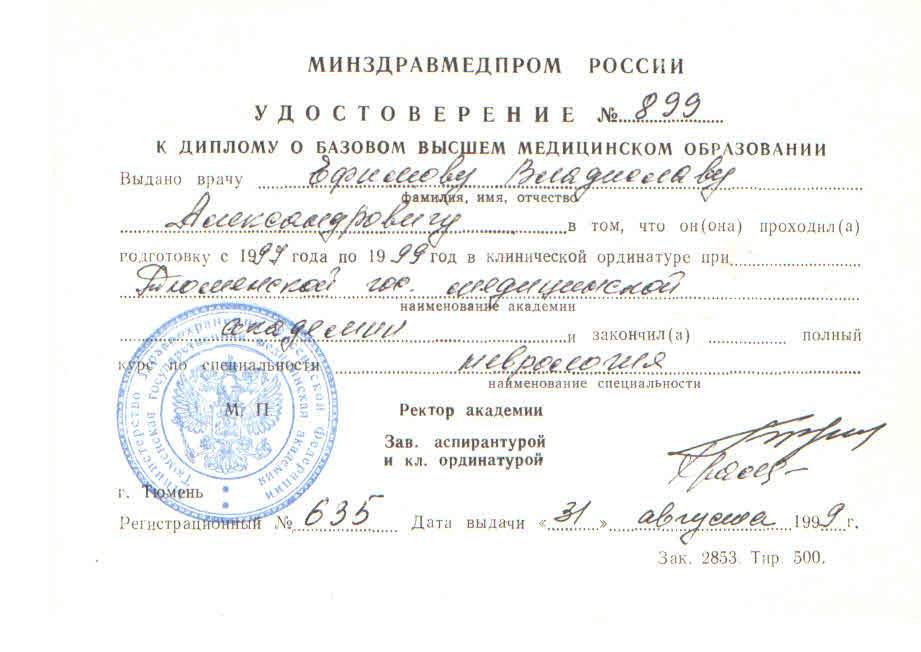 МИНЗДРАВМЕДПРОМ РОССИИ
УДОСТОВЕРЕНИЕ № 899
К ДИПЛОМУ О БАЗОВОМ ВЫСШЕМ МЕДИЦИНСКОМ ОБРАЗОВАНИИ
Выдано врачу Ефимову Владиславу
фамилия, имя, отчество
Александровичу в том, что он(она) проходил(а)
подготовку с 1997 года по 1999 год в клинической ординатуре при
Тюменской гос. медицинской
наименование академии
академии и закончил(а) полный
курс по специальности неврология
наименование специальности
М. П. Ректор академии
Зав. аспирантурой
и кл. ординатурой
г. Тюмень
Регистрационный № 635 Дата выдачи «31» августа 1999 г.
Зак. 2853 Тир 500.
Министерство здравоохранения Российской Федерации
Тюменская государственная медицинская академия